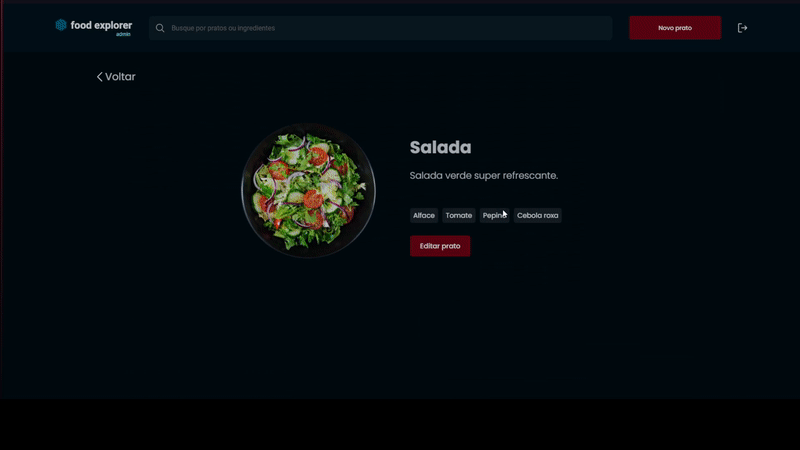 food explorer
admin
Busque por pratos ou ingredientes
Novo prato
Voltar
Salada
Salada verde super refrescante.
Alface Tomate Pepino Cebola roxa
Editar prato